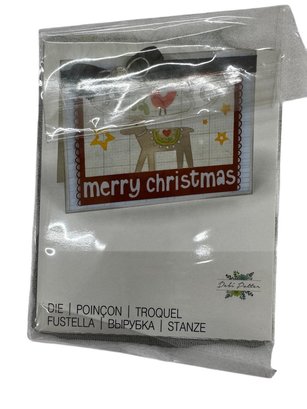 merry christmas
Debi Potter
DIE | POINÇON | TROQUEL
FUSTELLA | ВЫРУБКА | STANZE